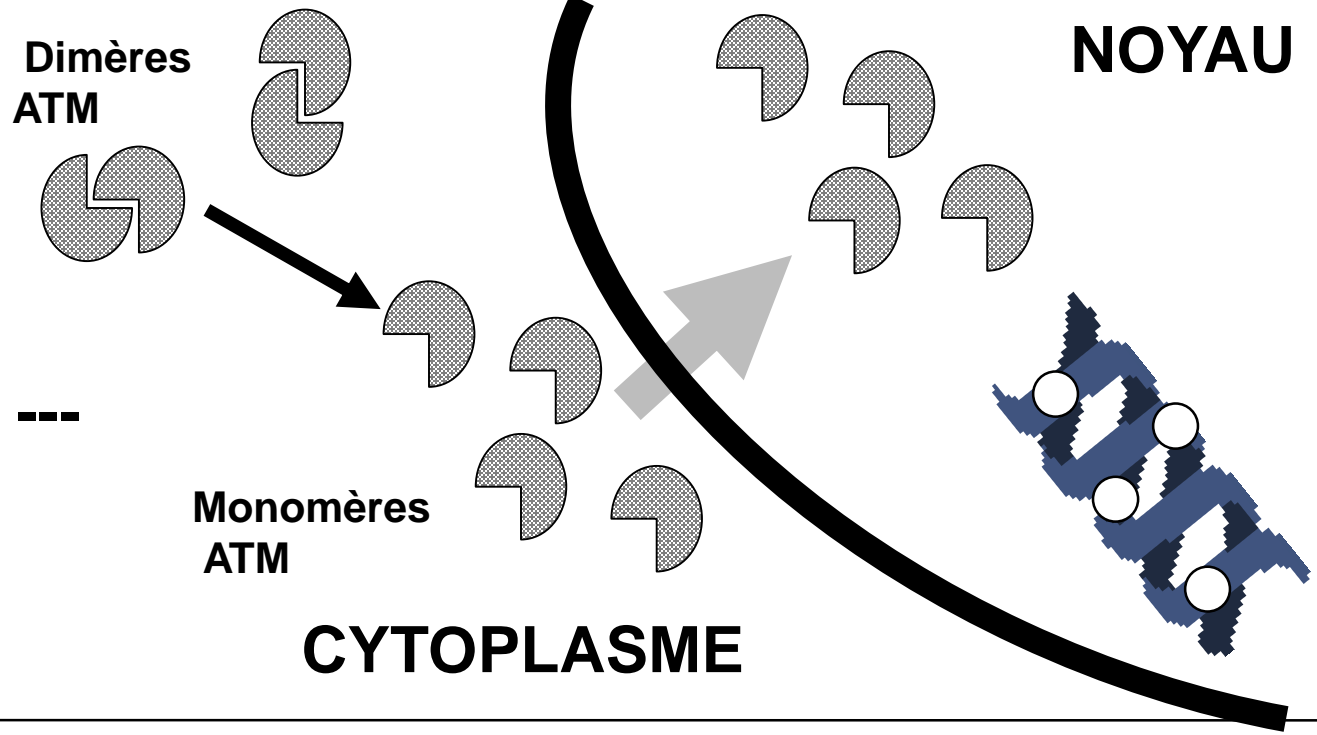 Dimères
ATM
NOYAU
---
Monomères
ATM
CYTOPLASME